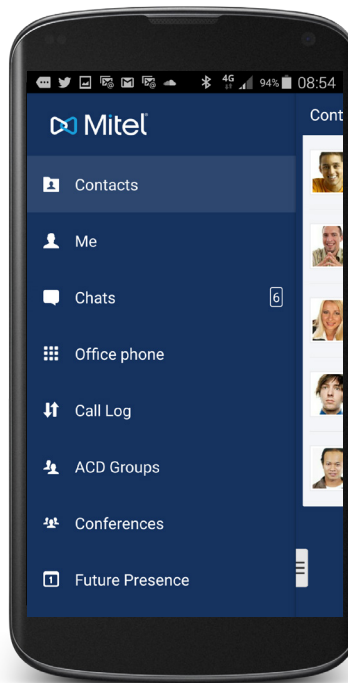 4G 94% 08:54
Mitel
Cont
Contacts
Me
Chats 6
Office phone
Call Log
ACD Groups
Conferences
1 Future Presence